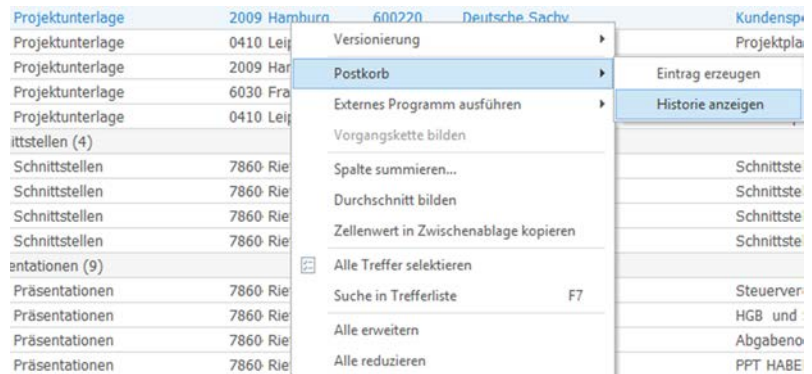 Projektunterlage 2009 Hamburg 600220 Deutsche Sachv Kundenspe
Projektunterlage 0410 Leip Versionierung Projektpla
Projektunterlage 2009 Har Postkorb Eintrag erzeugen
Projektunterlage 6030 Fra Externes Programm ausführen Historie anzeigen
Projektunterlage 0410 Leip
ittstellen (4) Vorgangskette bilden
Schnittstellen 7860 Rie Spalte summieren... Schnittste
Schnittstellen 7860 Rie Durchschnitt bilden Schnittste
Schnittstellen 7860 Rie Schnittste
Schnittstellen 7860 Rie Zellenwert in Zwischenablage kopieren Schnittste
entationen (9) Alle Treffer selektieren
Präsentationen 7860 Rie Suche in Trefferliste F7 Steuerver
Präsentationen 7860 Rie HGB und
Präsentationen 7860 Rie Alle erweitern Abgabeno
Präsentationen 7860 Rie Alle reduzieren PPT HABE